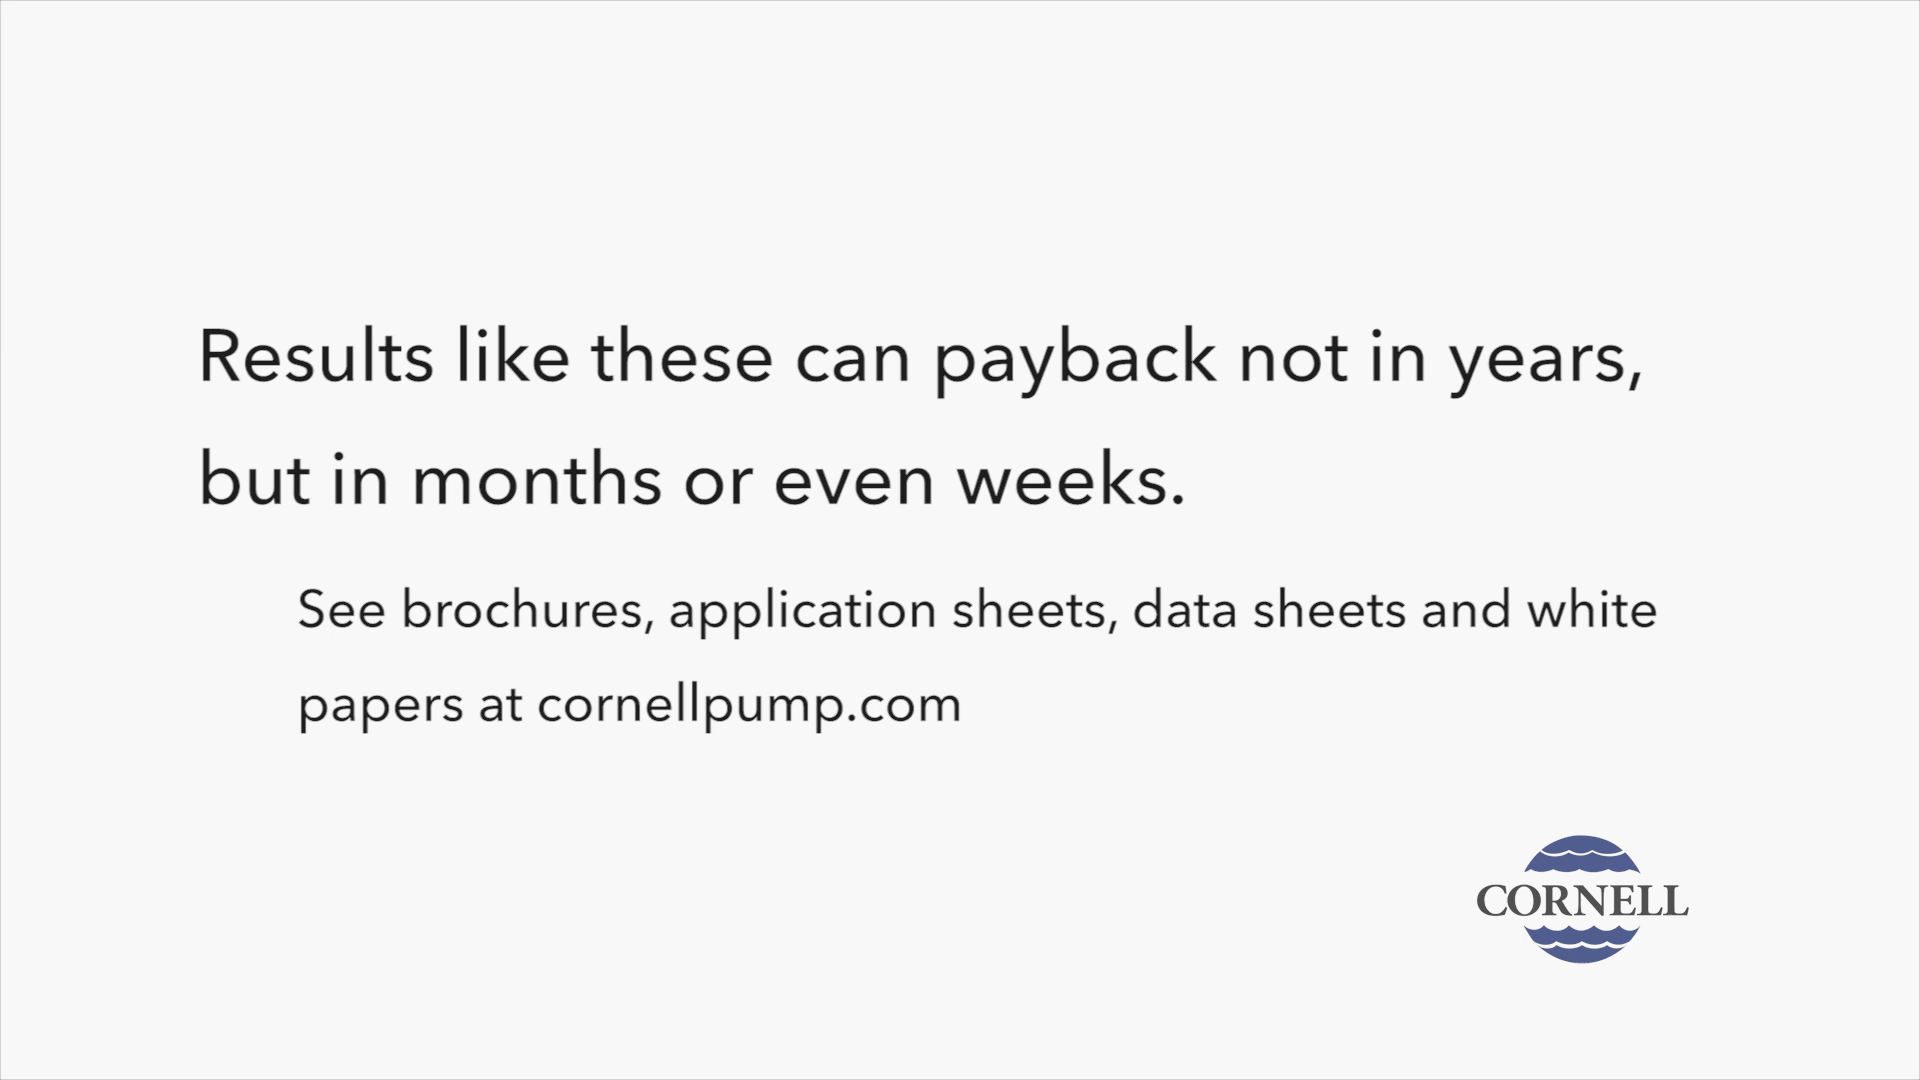 Results like these can payback not in years,
but in months or even weeks.
See brochures, application sheets, data sheets and white
papers at cornellpump.com
CORNELL